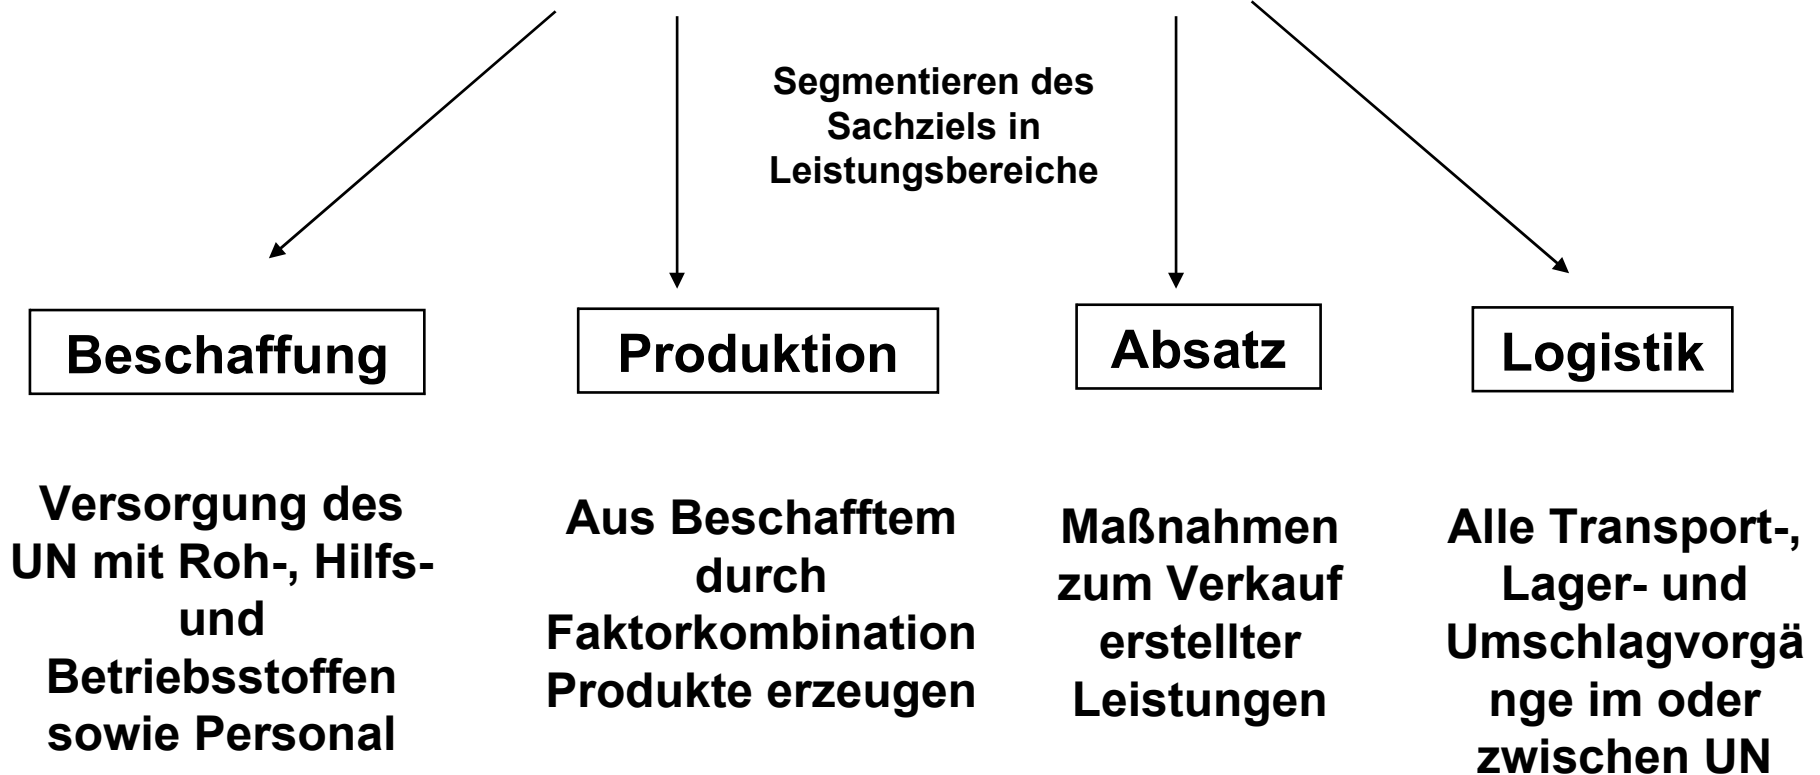 Segmentieren des
Sachziels in
Leistungsbereiche
Beschaffung
Produktion
Absatz
Logistik
Versorgung des
UN mit Roh-, Hilfs-
und
Betriebsstoffen
sowie Personal
Aus Beschafftem
durch
Faktorkombination
Produkte erzeugen
Maßnahmen
zum Verkauf
erstellter
Leistungen
Alle Transport-,
Lager- und
Umschlagvorgä
nge im oder
zwischen UN